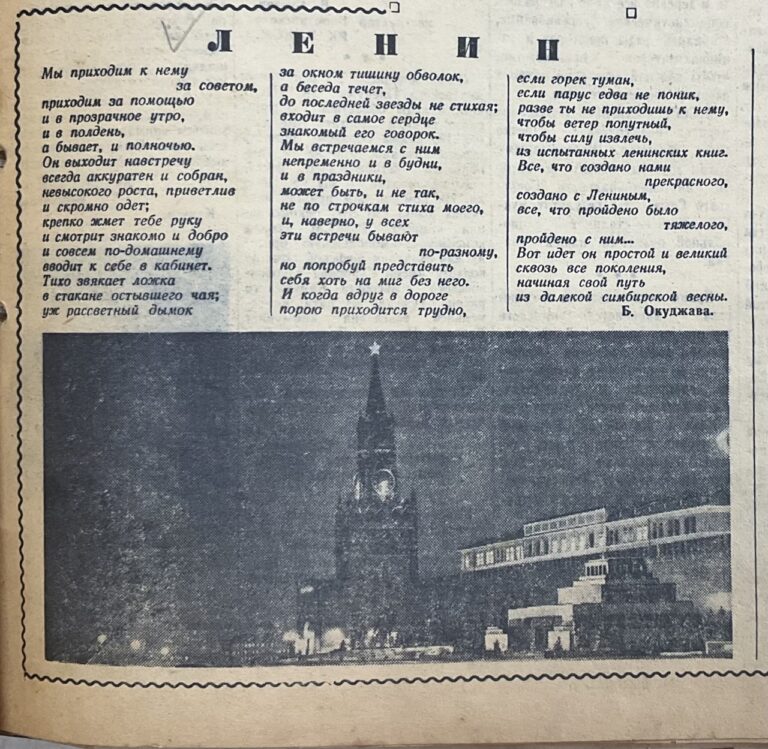 ЛЕНИН
Мы приходим к нему
за советом,
приходим за помощью
и в прозрачное утро,
и в полдень,
а бывает, и полночью.
Он выходит навстречу
всегда аккуратен и собран,
невысокого роста, приветлив
и скромно одет;
крепко жмет тебе руку
и смотрит знакомо и добро
и совсем по-домашнему
вводит к себе в кабинет.
Тихо звякает ложка
в стакане остывшего чая;
уж рассветный дымок
за окном тишину обволок,
а беседа течет,
до последней звезды не стихая;
входит в самое сердце
знакомый его говорок.
Мы встречаемся с ним
непременно и в будни,
и в праздники,
может быть, и не так,
не по строчкам стиха моего,
и, наверно, у всех
эти встречи бывают
по-разному,
но попробуй представить
себя хоть на миг без него.
И когда вдруг в дороге
порою приходится трудно,
если горек туман,
если парус едва не поник,
разве ты не приходишь к нему,
чтобы ветер попутный,
чтобы силу извлечь,
из испытанных ленинских книг.
Все, что создано нами
прекрасного,
создано с Лениным,
все, что пройдено было
тяжелого,
пройдено с ним...
Вот идет он простой и великий
сквозь все поколения,
начиная свой путь
из далекой симбирской весны.
Б. Окуджава.